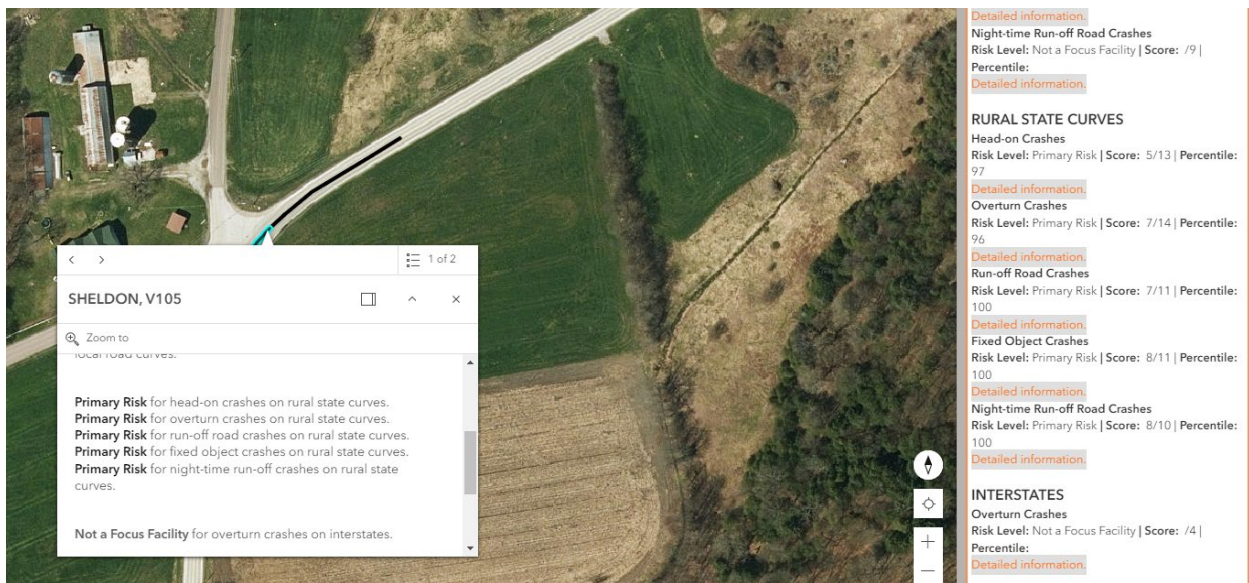 1 of 2
SHELDON, V105
Zoom to
local road curves.
Primary Risk for head-on crashes on rural state curves.
Primary Risk for overturn crashes on rural state curves.
Primary Risk for run-off road crashes on rural state curves.
Primary Risk for fixed object crashes on rural state curves.
Primary Risk for night-time run-off crashes on rural state
curves.
Not a Focus Facility for overturn crashes on interstates.
Detailed information.
Night-time Run-off Road Crashes
Risk Level: Not a Focus Facility | Score: /9 |
Percentile:
Detailed information.
RURAL STATE CURVES
Head-on Crashes
Risk Level: Primary Risk | Score: 5/13 | Percentile:
97
Detailed information.
Overturn Crashes
Risk Level: Primary Risk | Score: 7/14 | Percentile:
96
Detailed information.
Run-off Road Crashes
Risk Level: Primary Risk | Score: 7/11 | Percentile:
100
Detailed information.
Fixed Object Crashes
Risk Level: Primary Risk | Score: 8/11 | Percentile:
100
Detailed information.
Night-time Run-off Road Crashes
Risk Level: Primary Risk | Score: 8/10 | Percentile:
100
Detailed information.
INTERSTATES
Overturn Crashes
Risk Level: Not a Focus Facility | Score: /4 |
Percentile:
Detailed information.